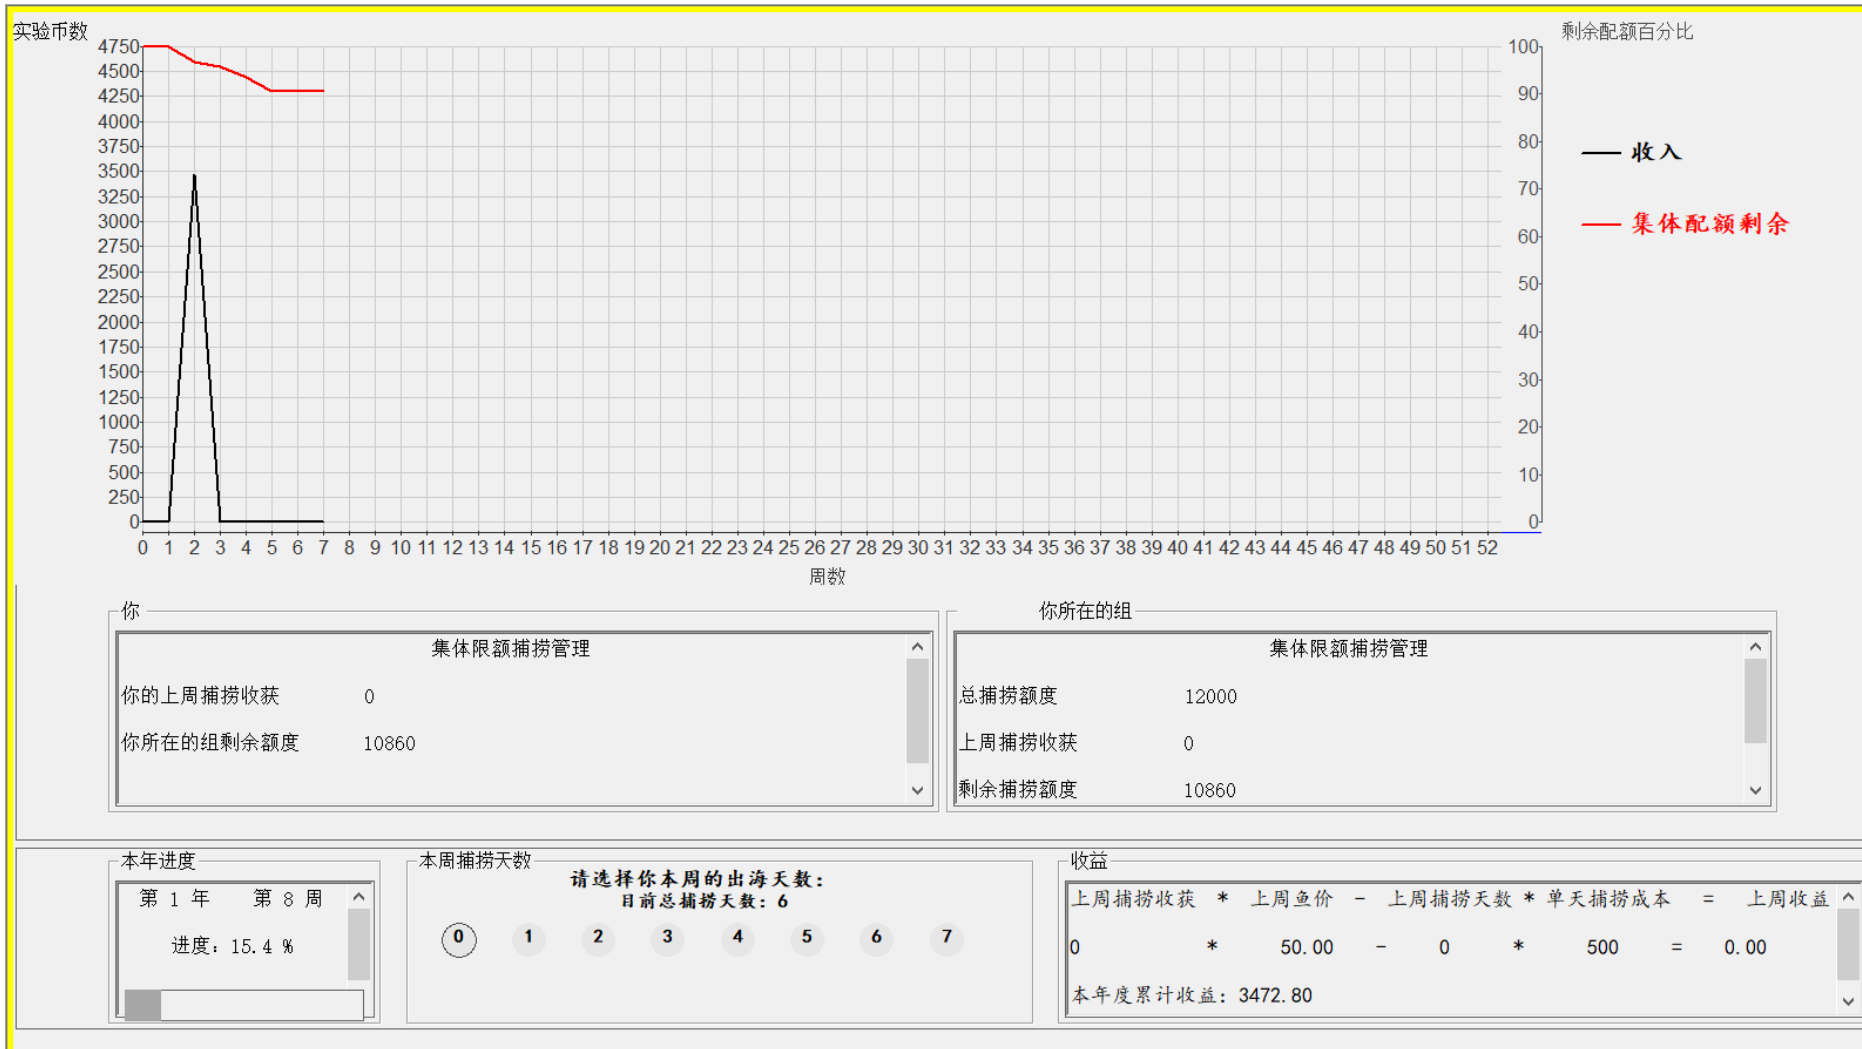 实验币数
剩余配额百分比
4750
4500
4250
4000
3750
3500
3250
3000
2750
2500
2250
2000
1750
1500
1250
1000
750
500
250
0
100
90
80
70
60
50
40
30
20
10
0
收入
集体配额剩余
0 1 2 3 4 5 6 7 8 9 10 11 12 13 14 15 16 17 18 19 20 21 22 23 24 25 26 27 28 29 30 31 32 33 34 35 36 37 38 39 40 41 42 43 44 45 46 47 48 49 50 51 52
周数
你
集体限额捕捞管理
你的上周捕捞收获 0
你所在的组剩余额度 10860
你所在的组
集体限额捕捞管理
总捕捞额度 12000
上周捕捞收获 0
剩余捕捞额度 10860
本年进度
第 1 年 第 8 周
进度: 15.4 %
本周捕捞天数
请选择你本周的出海天数:
目前总捕捞天数: 6
0 1 2 3 4 5 6 7
收益
上周捕捞收获 * 上周鱼价 - 上周捕捞天数 * 单天捕捞成本 = 上周收益
0 * 50.00 - 0 * 500 = 0.00
本年度累计收益: 3472.80